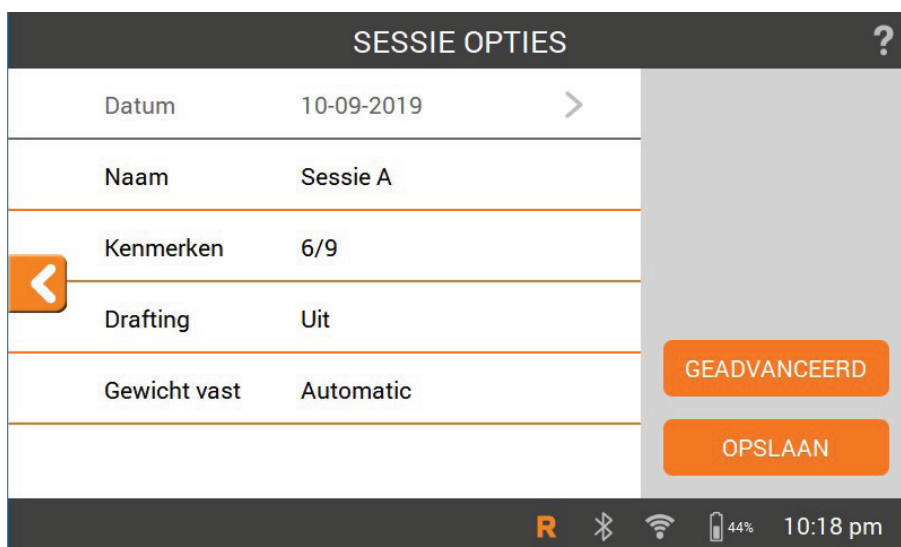 SESSIE OPTIES ?
Datum 10-09-2019
Naam Sessie A
Kenmerken 6/9
Drafting Uit
Gewicht vast Automatic
GEADVANCEERD
OPSLAAN
R 44% 10:18 pm